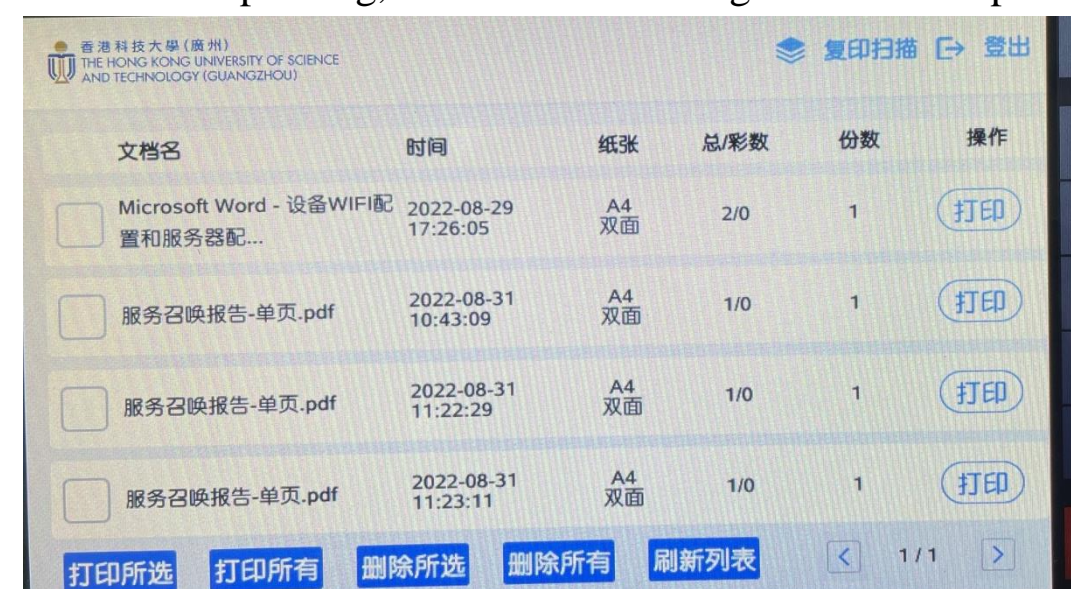 香港科技大學(廣州)
THE HONG KONG UNIVERSITY OF SCIENCE
AND TECHNOLOGY (GUANGZHOU)
复印扫描 登出
文档名 时间 纸张 总/彩数 份数 操作
Microsoft Word - 设备WIFI配
置和服务器配... 2022-08-29
17:26:05 A4
双面 2/0 1 打印
服务召唤报告-单页.pdf 2022-08-31
10:43:09 A4
双面 1/0 1 打印
服务召唤报告-单页.pdf 2022-08-31
11:22:29 A4
双面 1/0 1 打印
服务召唤报告-单页.pdf 2022-08-31
11:23:11 A4
双面 1/0 1 打印
打印所选 打印所有 删除所选 删除所有 刷新列表 < 1/1 >